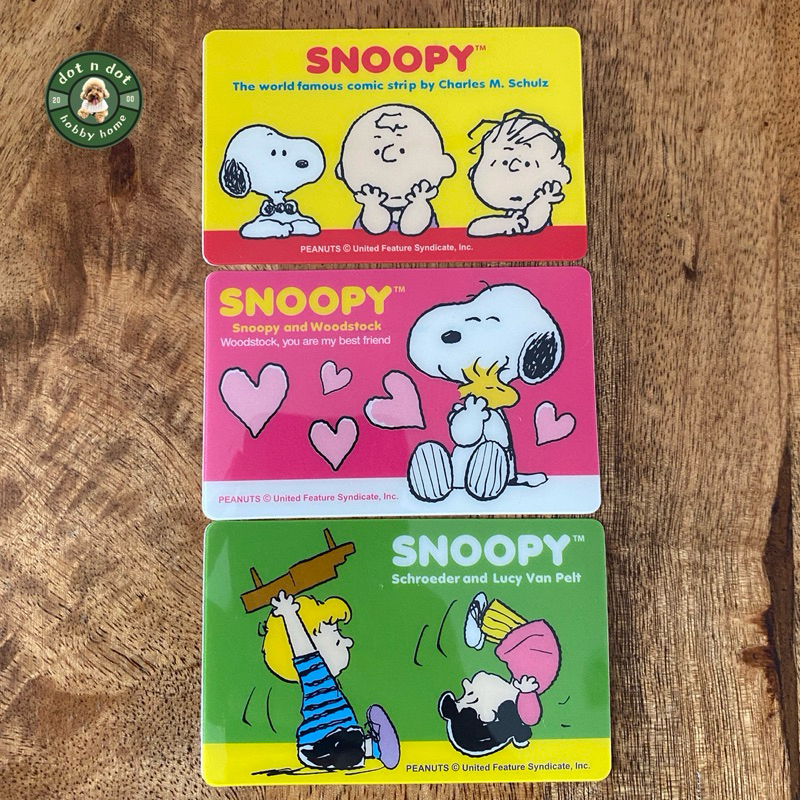 dot n dot
20 00
hobby home
SNOOPY™
The world famous comic strip by Charles M. Schulz
PEANUTS © United Feature Syndicate, Inc.
SNOOPY™
Snoopy and Woodstock
Woodstock, you are my best friend
PEANUTS © United Feature Syndicate, Inc.
SNOOPY™
Schroeder and Lucy Van Pelt
PEANUTS © United Feature Syndicate, Inc.